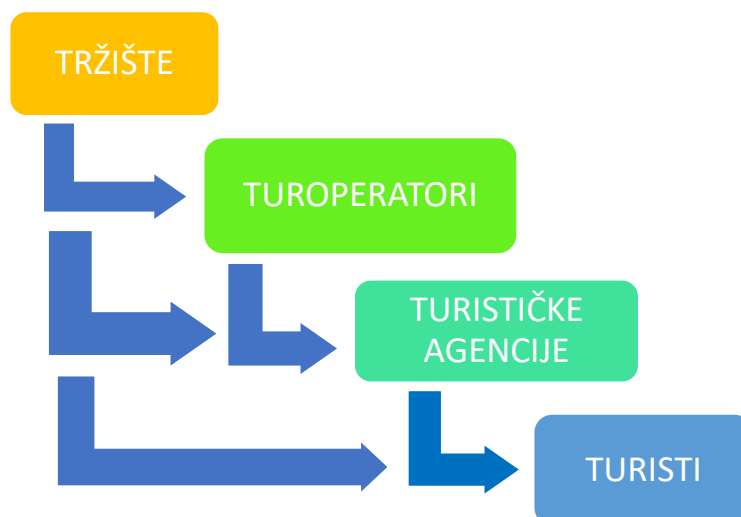 TRŽIŠTE
TUROPERATORI
TURISTIČKE
AGENCIJE
TURISTI